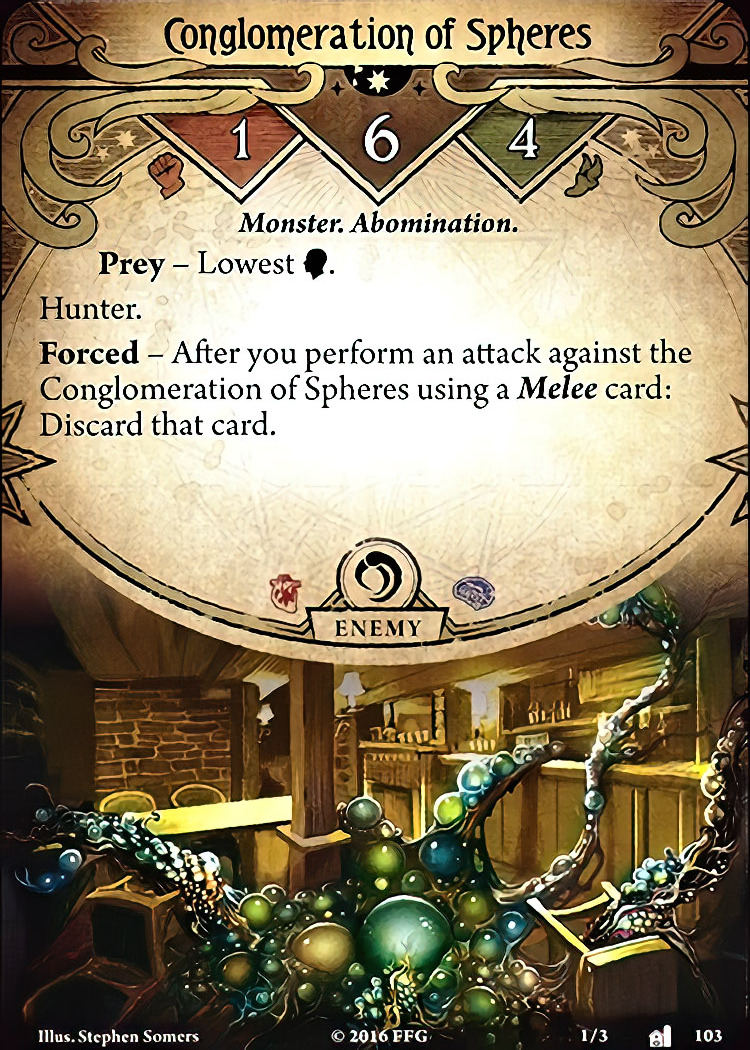 Conglomeration of Spheres
1 6 4
Monster. Abomination.
Prey – Lowest .
Hunter.
Forced – After you perform an attack against the
Conglomeration of Spheres using a Melee card:
Discard that card.
ENEMY
Illus. Stephen Somers © 2016 FFG 1/3 103